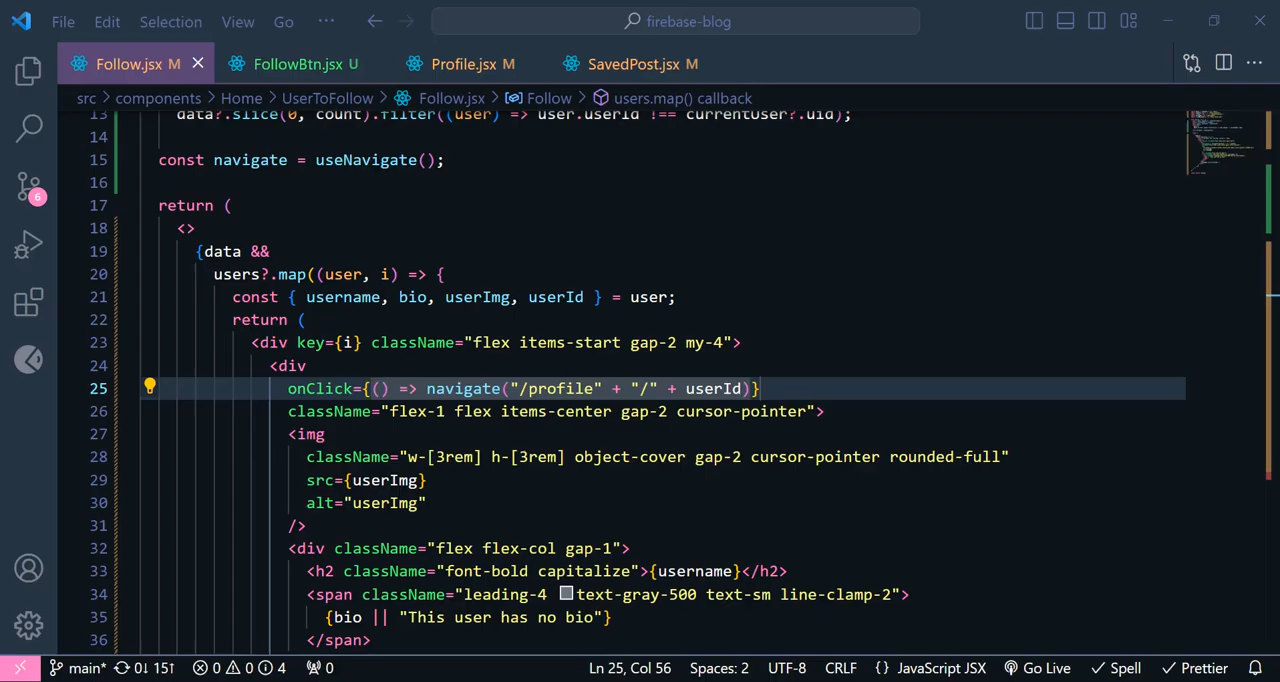 File Edit Selection View Go ··· firebase-blog
Follow.jsx M FollowBtn.jsx U Profile.jsx M SavedPost.jsx M
src > components > Home > UserToFollow > Follow.jsx > Follow > users.map() callback
13 data?.slice(0, count).filter((user) => user.userId !== currentUser?.uid);
14
15 const navigate = useNavigate();
16
17 return (
18 <>
19 {data &&
20 users?.map((user, i) => {
21 const { username, bio, userImg, userId } = user;
22 return (
23 <div key={i} className="flex items-start gap-2 my-4">
24 <div
25 onClick={() => navigate("/profile" + "/" + userId)}
26 className="flex-1 flex items-center gap-2 cursor-pointer">
27 <img
28 className="w-[3rem] h-[3rem] object-cover gap-2 cursor-pointer rounded-full"
29 src={userImg}
30 alt="userImg"
31 />
32 <div className="flex flex-col gap-1">
33 <h2 className="font-bold capitalize">{username}</h2>
34 <span className="leading-4 text-gray-500 text-sm line-clamp-2">
35 {bio || "This user has no bio"}
36 </span>
6
main* 0↓ 15↑ 0 0 4 0 Ln 25, Col 56 Spaces: 2 UTF-8 CRLF {} JavaScript JSX Go Live Spell Prettier